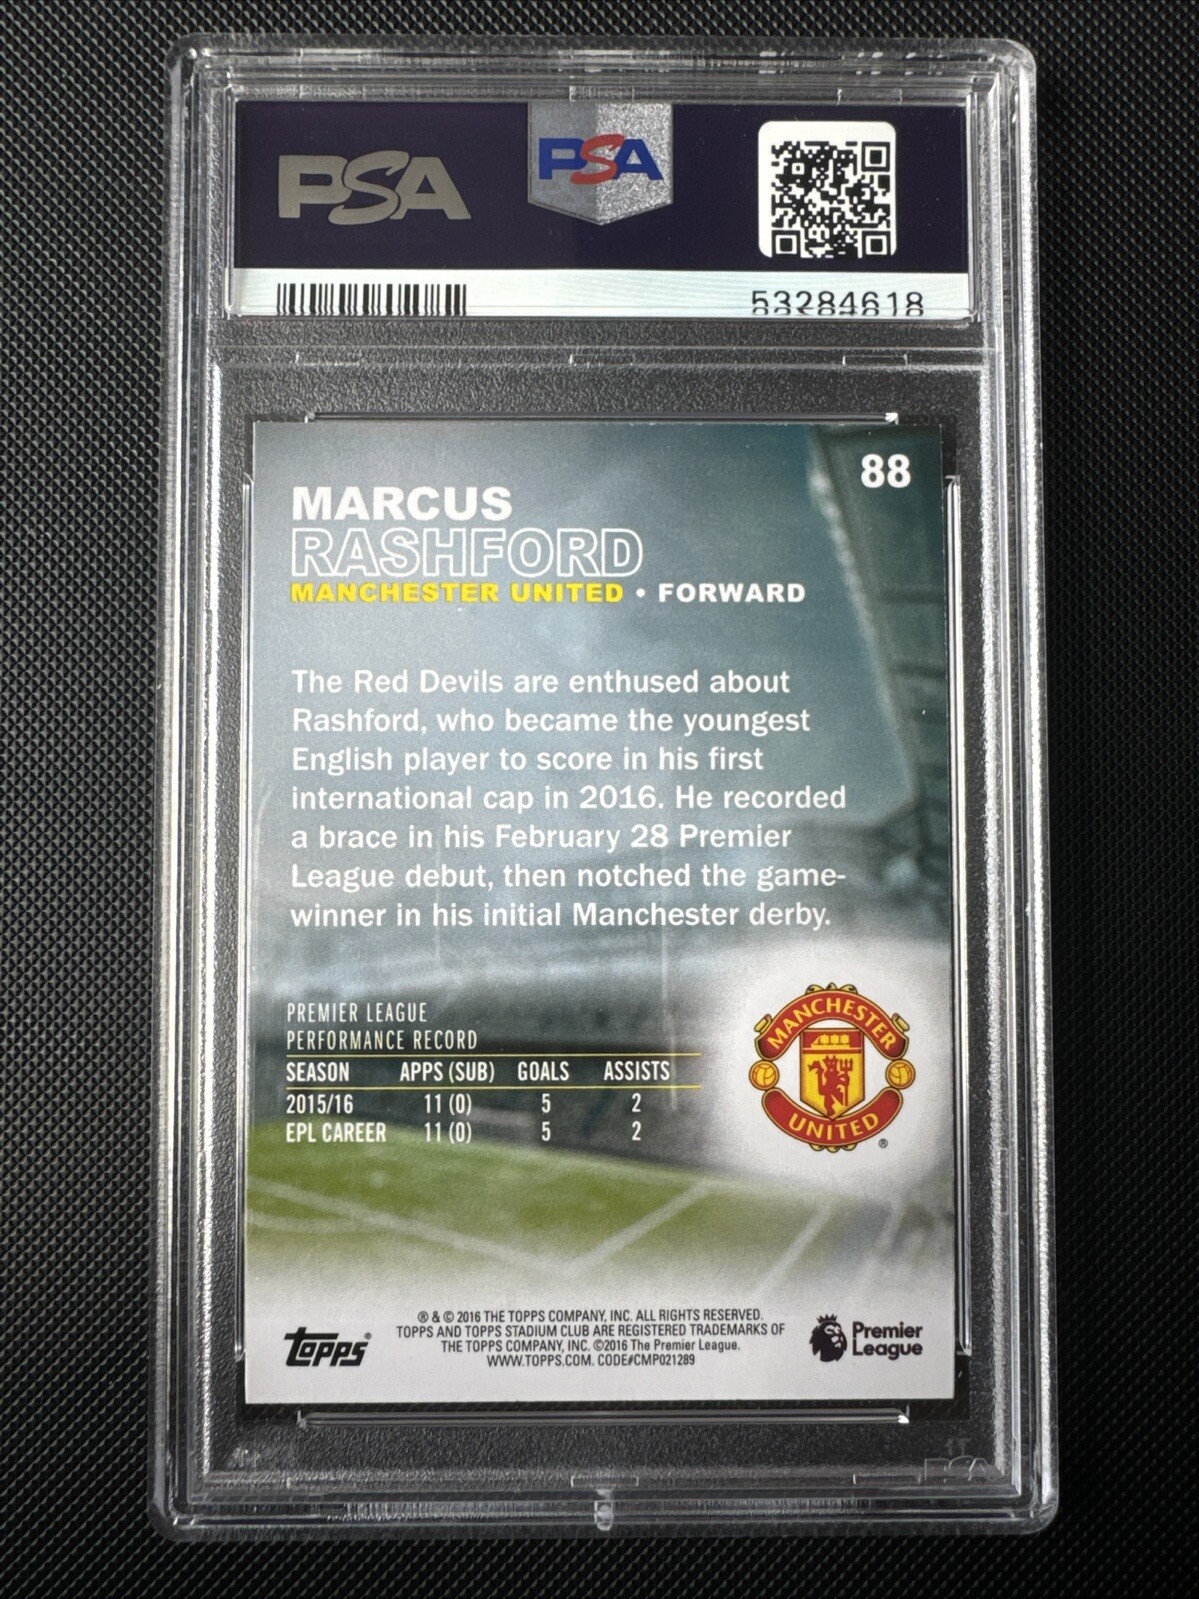 PSA
PSA
53284618
88
MARCUS
RASHFORD
MANCHESTER UNITED • FORWARD
The Red Devils are enthused about
Rashford, who became the youngest
English player to score in his first
international cap in 2016. He recorded
a brace in his February 28 Premier
League debut, then notched the game-
winner in his initial Manchester derby.
PREMIER LEAGUE
PERFORMANCE RECORD
SEASON APPS (SUB) GOALS ASSISTS
2015/16 11 (0) 5 2
EPL CAREER 11 (0) 5 2
MANCHESTER
UNITED
®
® & © 2016 THE TOPPS COMPANY, INC. ALL RIGHTS RESERVED.
TOPPS AND TOPPS STADIUM CLUB ARE REGISTERED TRADEMARKS OF
THE TOPPS COMPANY, INC. ©2016 The Premier League.
WWW.TOPPS.COM. CODE#CMP021289
topps®
Premier
League
PSA